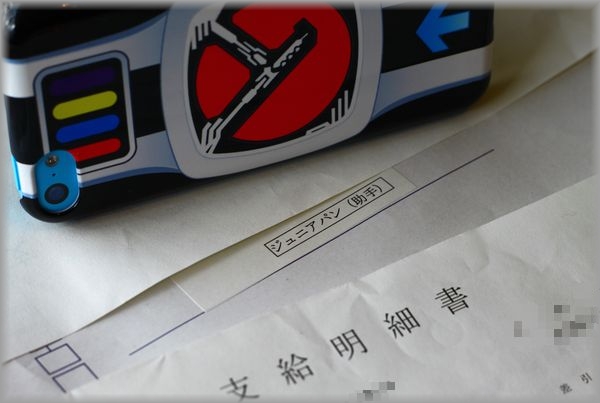 ジュニアパン（助手）
支給明細書
差引